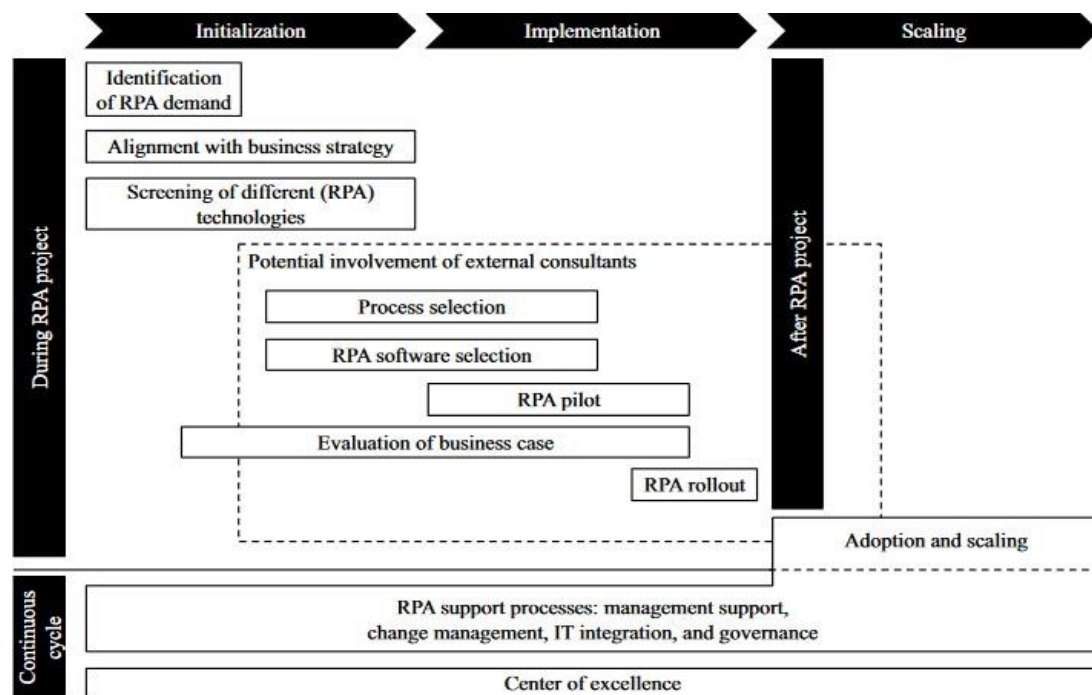 Initialization
Implementation
Scaling
During RPA project
After RPA project
Identification
of RPA demand
Alignment with business strategy
Screening of different (RPA)
technologies
Potential involvement of external consultants
Process selection
RPA software selection
RPA pilot
Evaluation of business case
RPA rollout
Adoption and scaling
Continuous
cycle
RPA support processes: management support,
change management, IT integration, and governance
Center of excellence